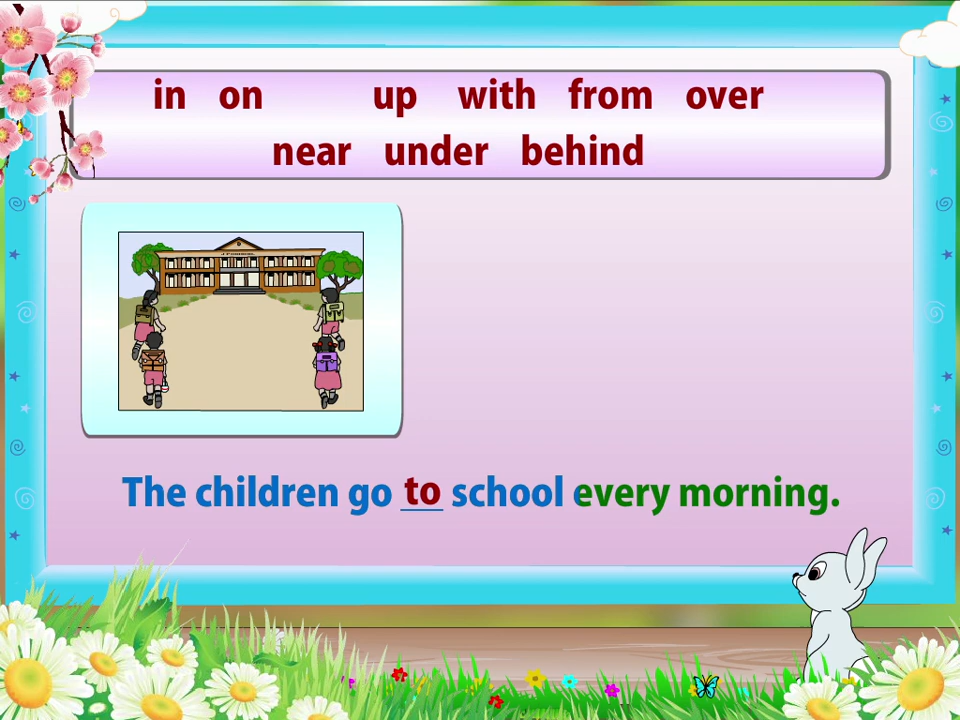 in on up with from over
near under behind
The children go to school every morning.